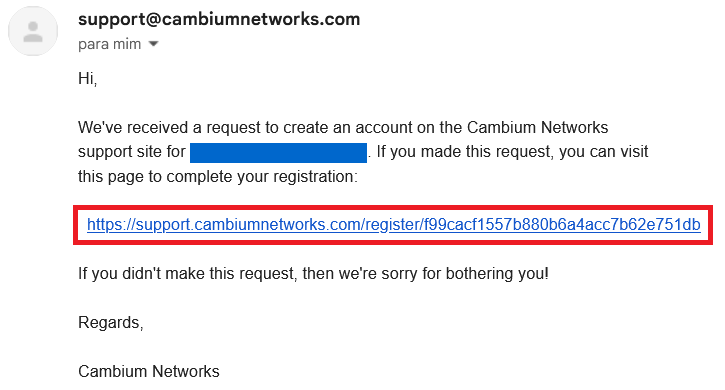 support@cambiumnetworks.com
para mim
Hi,
We've received a request to create an account on the Cambium Networks
support site for . If you made this request, you can visit
this page to complete your registration:
https://support.cambiumnetworks.com/register/f99cacf1557b880b6a4acc7b62e751db
If you didn't make this request, then we're sorry for bothering you!
Regards,
Cambium Networks